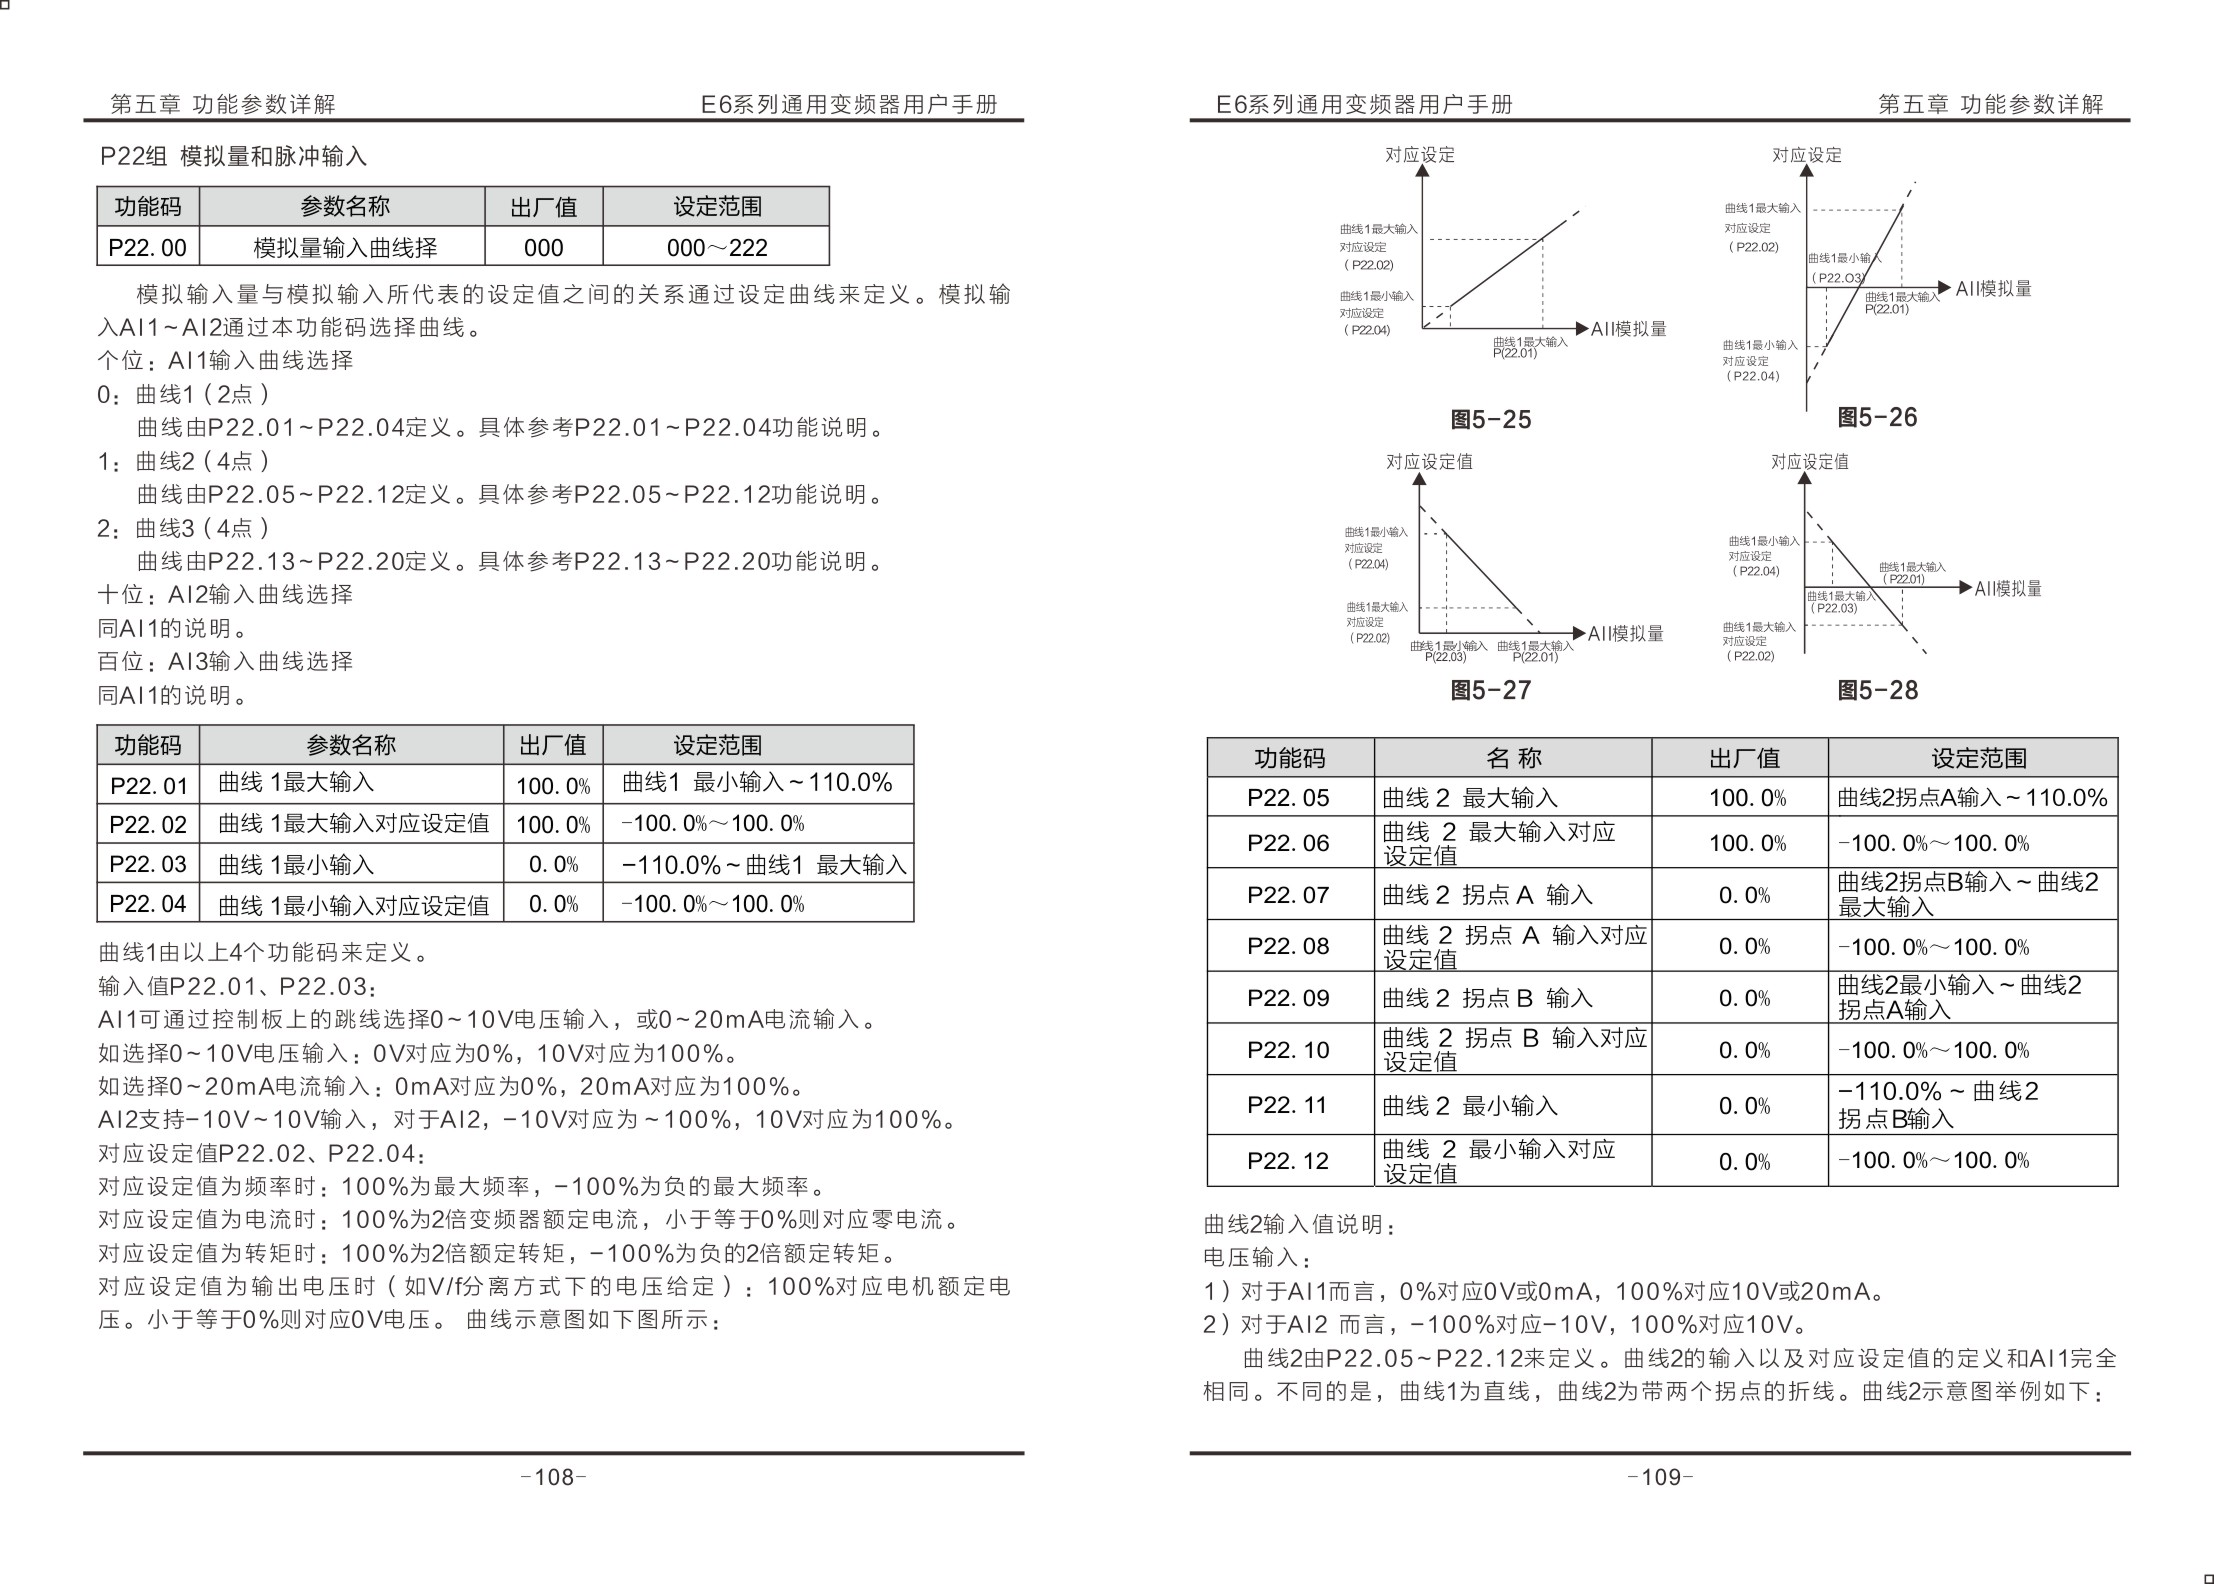 第五章 功能参数详解
E6系列通用变频器用户手册
P22组 模拟量和脉冲输入
功能码 参数名称 出厂值 设定范围
P22.00 模拟量输入曲线择 000 000～222
模拟输入量与模拟输入所代表的设定值之间的关系通过设定曲线来定义。模拟输
入AI1~AI2通过本功能码选择曲线。
个位：AI1输入曲线选择
0：曲线1（2点）
曲线由P22.01~P22.04定义。具体参考P22.01~P22.04功能说明。
1：曲线2（4点）
曲线由P22.05~P22.12定义。具体参考P22.05~P22.12功能说明。
2：曲线3（4点）
曲线由P22.13~P22.20定义。具体参考P22.13~P22.20功能说明。
十位：AI2输入曲线选择
同AI1的说明。
百位：AI3输入曲线选择
同AI1的说明。
功能码 参数名称 出厂值 设定范围
P22.01 曲线 1最大输入 100.0% 曲线1 最小输入~110.0%
P22.02 曲线 1最大输入对应设定值 100.0% -100.0%～100.0%
P22.03 曲线 1最小输入 0.0% -110.0%~曲线1 最大输入
P22.04 曲线 1最小输入对应设定值 0.0% -100.0%～100.0%
曲线1由以上4个功能码来定义。
输入值P22.01、P22.03：
AI1可通过控制板上的跳线选择0~10V电压输入，或0~20mA电流输入。
如选择0~10V电压输入：0V对应为0%，10V对应为100%。
如选择0~20mA电流输入：0mA对应为0%，20mA对应为100%。
AI2支持-10V~10V输入，对于AI2，-10V对应为~100%，10V对应为100%。
对应设定值P22.02、P22.04：
对应设定值为频率时：100%为最大频率，-100%为负的最大频率。
对应设定值为电流时：100%为2倍变频器额定电流，小于等于0%则对应零电流。
对应设定值为转矩时：100%为2倍额定转矩，-100%为负的2倍额定转矩。
对应设定值为输出电压时（如V/f分离方式下的电压给定）：100%对应电机额定电
压。小于等于0%则对应0V电压。 曲线示意图如下图所示：
-108-
E6系列通用变频器用户手册
第五章 功能参数详解
对应设定
曲线1最大输入
对应设定
（P22.02)
曲线1最小输入
对应设定
（P22.04)
AII模拟量
曲线1最大输入
P(22.01)
图5-25
对应设定
曲线1最大输入
对应设定
（P22.02)
曲线1最小输入
（P22.O3)
AII模拟量
曲线1最大输入
P(22.01)
曲线1最小输入
对应设定
（P22.04)
图5-26
对应设定值
曲线1最小输入
对应设定
（P22.04)
曲线1最大输入
对应设定
（P22.02)
AII模拟量
曲线1最小输入
P(22.03)
曲线1最大输入
P(22.01)
图5-27
对应设定值
曲线1最小输入
对应设定
（P22.04)
曲线1最大输入
（P22.01)
AII模拟量
曲线1最大输入
（P22.03)
曲线1最大输入
对应设定
（P22.02)
图5-28
功能码 名 称 出厂值 设定范围
P22.05 曲线 2 最大输入 100.0% 曲线2拐点A输入~110.0%
P22.06 曲线 2 最大输入对应
设定值 100.0% -100.0%～100.0%
P22.07 曲线 2 拐点 A 输入 0.0% 曲线2拐点B输入~曲线2
最大输入
P22.08 曲线 2 拐点 A 输入对应
设定值 0.0% -100.0%～100.0%
P22.09 曲线 2 拐点 B 输入 0.0% 曲线2最小输入~曲线2
拐点A输入
P22.10 曲线 2 拐点 B 输入对应
设定值 0.0% -100.0%～100.0%
P22.11 曲线 2 最小输入 0.0% -110.0% ~ 曲线2
拐点B输入
P22.12 曲线 2 最小输入对应
设定值 0.0% -100.0%～100.0%
曲线2输入值说明：
电压输入：
1）对于AI1而言，0%对应0V或0mA，100%对应10V或20mA。
2）对于AI2 而言，-100%对应-10V，100%对应10V。
曲线2由P22.05~P22.12来定义。曲线2的输入以及对应设定值的定义和AI1完全
相同。不同的是，曲线1为直线，曲线2为带两个拐点的折线。曲线2示意图举例如下：
-109-